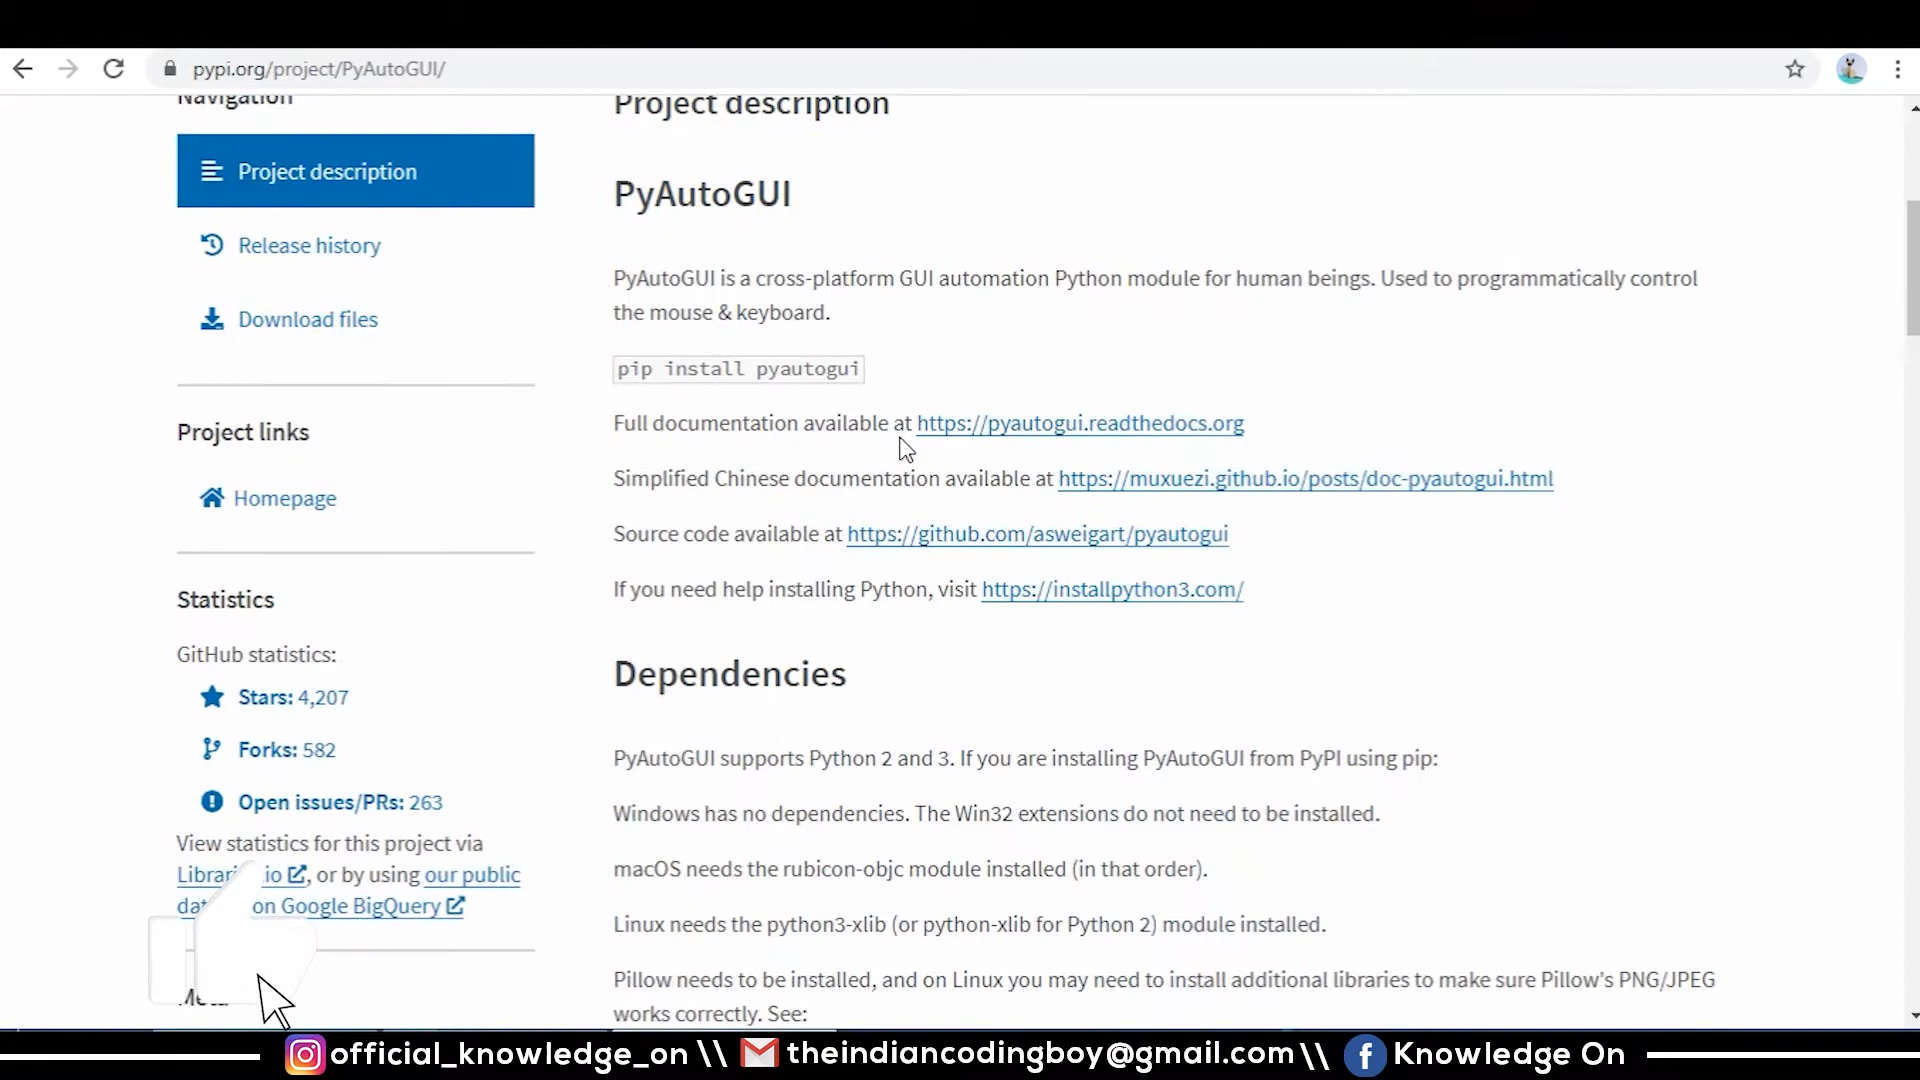 pypi.org/project/PyAutoGUI/
Navigation
Project description
Release history
Download files
Project links
Homepage
Statistics
GitHub statistics:
Stars: 4,207
Forks: 582
Open issues/PRs: 263
View statistics for this project via
io, or by using our public
on Google BigQuery
Meta
Project description
PyAutoGUI
PyAutoGUI is a cross-platform GUI automation Python module for human beings. Used to programmatically control
the mouse & keyboard.
pip install pyautogui
Full documentation available at https://pyautogui.readthedocs.org
Simplified Chinese documentation available at https://muxuezi.github.io/posts/doc-pyautogui.html
Source code available at https://github.com/asweigart/pyautogui
If you need help installing Python, visit https://installpython3.com/
Dependencies
PyAutoGUI supports Python 2 and 3. If you are installing PyAutoGUI from PyPI using pip:
Windows has no dependencies. The Win32 extensions do not need to be installed.
macOS needs the rubicon-objc module installed (in that order).
Linux needs the python3-xlib (or python-xlib for Python 2) module installed.
Pillow needs to be installed, and on Linux you may need to install additional libraries to make sure Pillow's PNG/JPEG
works correctly. See:
official_knowledge_on \\ theindiancodingboy@gmail.com \\ Knowledge On